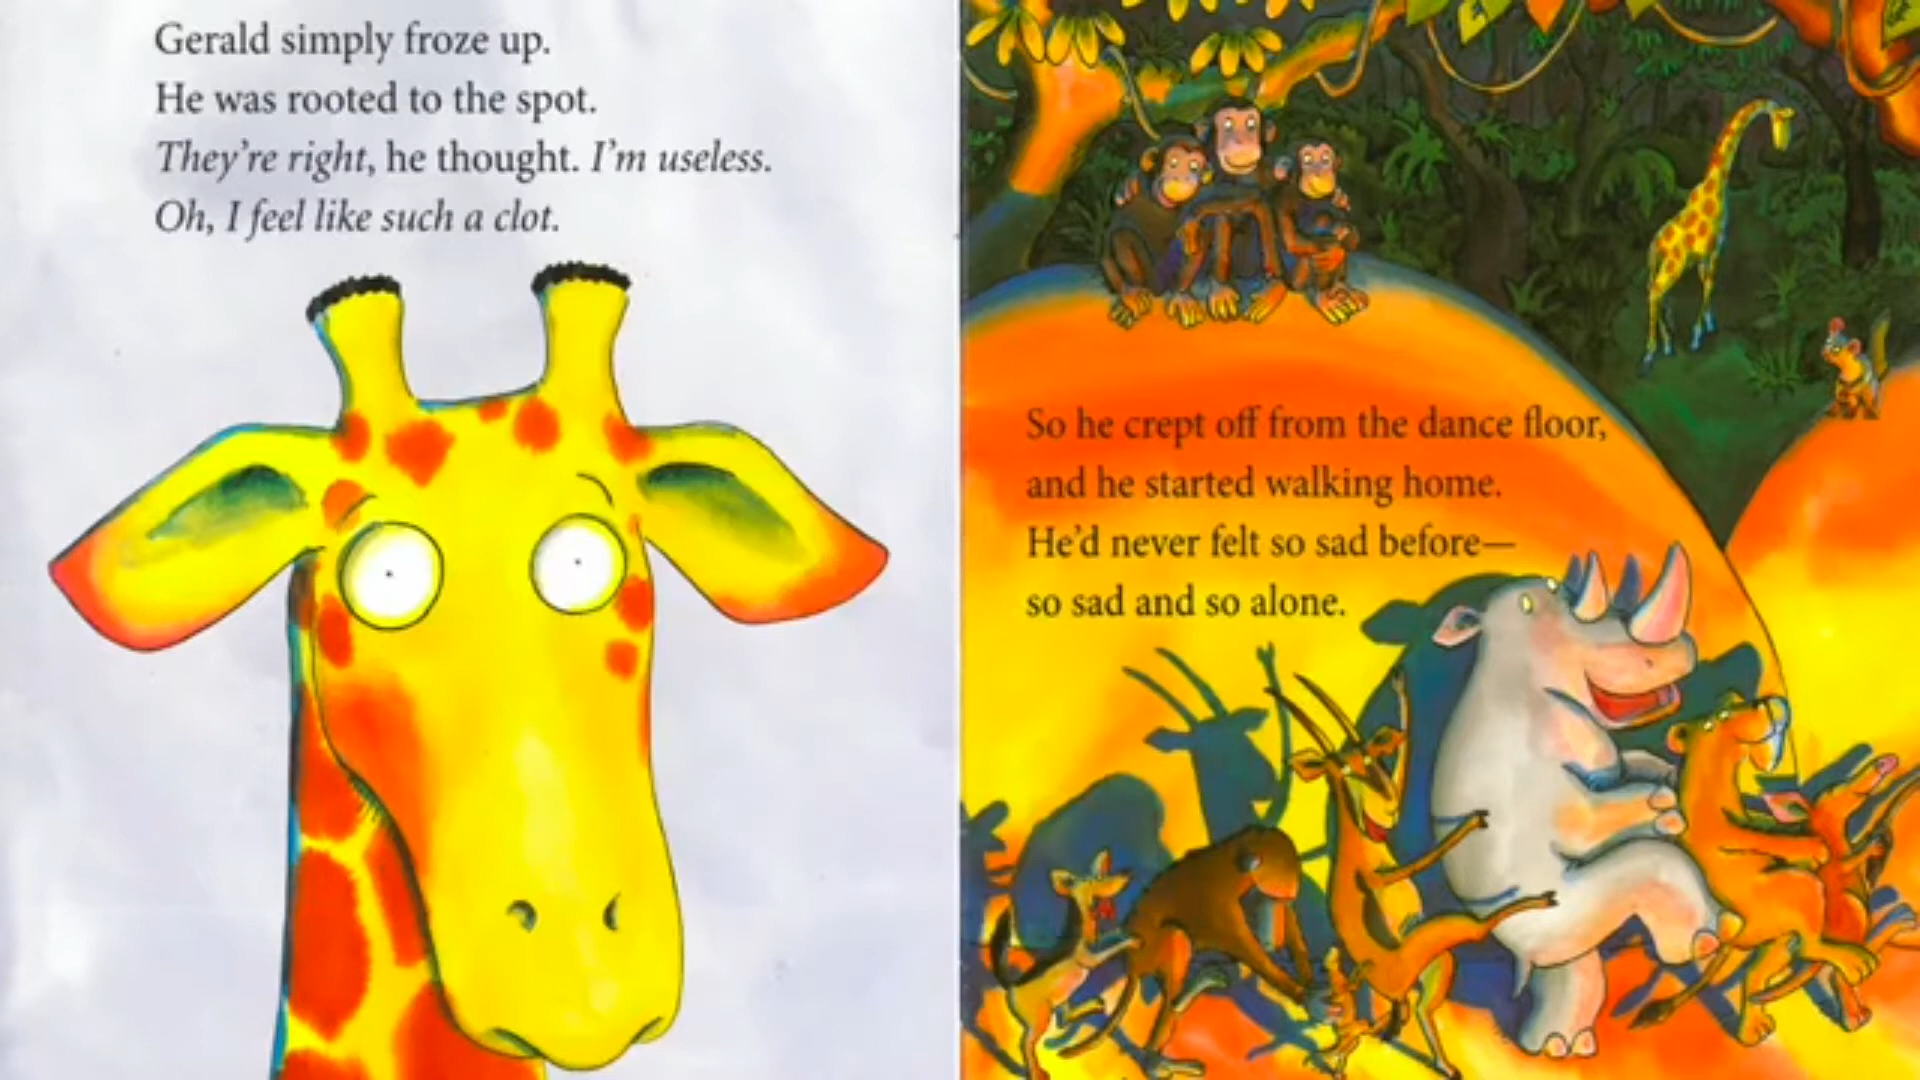 Gerald simply froze up.
He was rooted to the spot.
They're right, he thought. I'm useless.
Oh, I feel like such a clot.
So he crept off from the dance floor,
and he started walking home.
He'd never felt so sad before—
so sad and so alone.